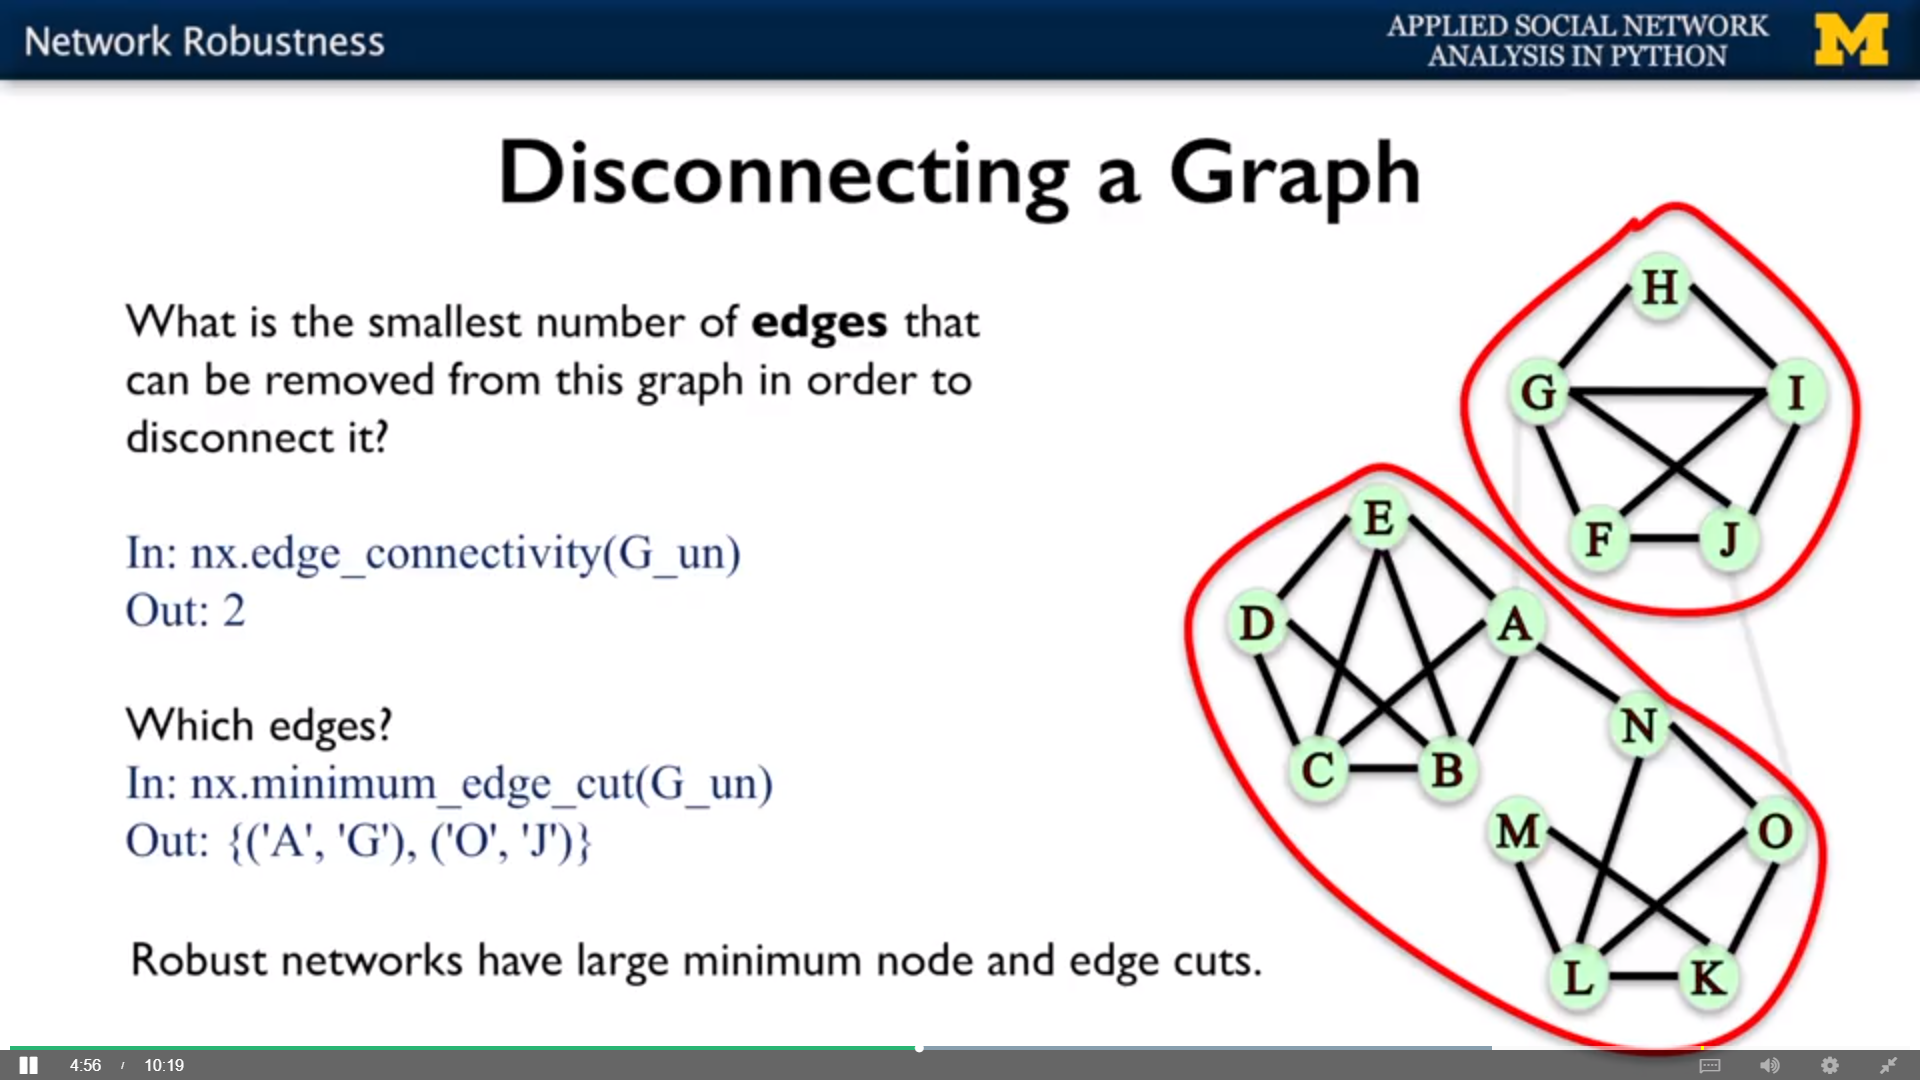 Network Robustness
APPLIED SOCIAL NETWORK
ANALYSIS IN PYTHON
M
Disconnecting a Graph
What is the smallest number of edges that
can be removed from this graph in order to
disconnect it?
In: nx.edge_connectivity(G_un)
Out: 2
Which edges?
In: nx.minimum_edge_cut(G_un)
Out: {('A', 'G'), ('O', 'J')}
Robust networks have large minimum node and edge cuts.
H
G
I
F
J
E
D
A
C
B
N
M
O
L
K
4:56 / 10:19